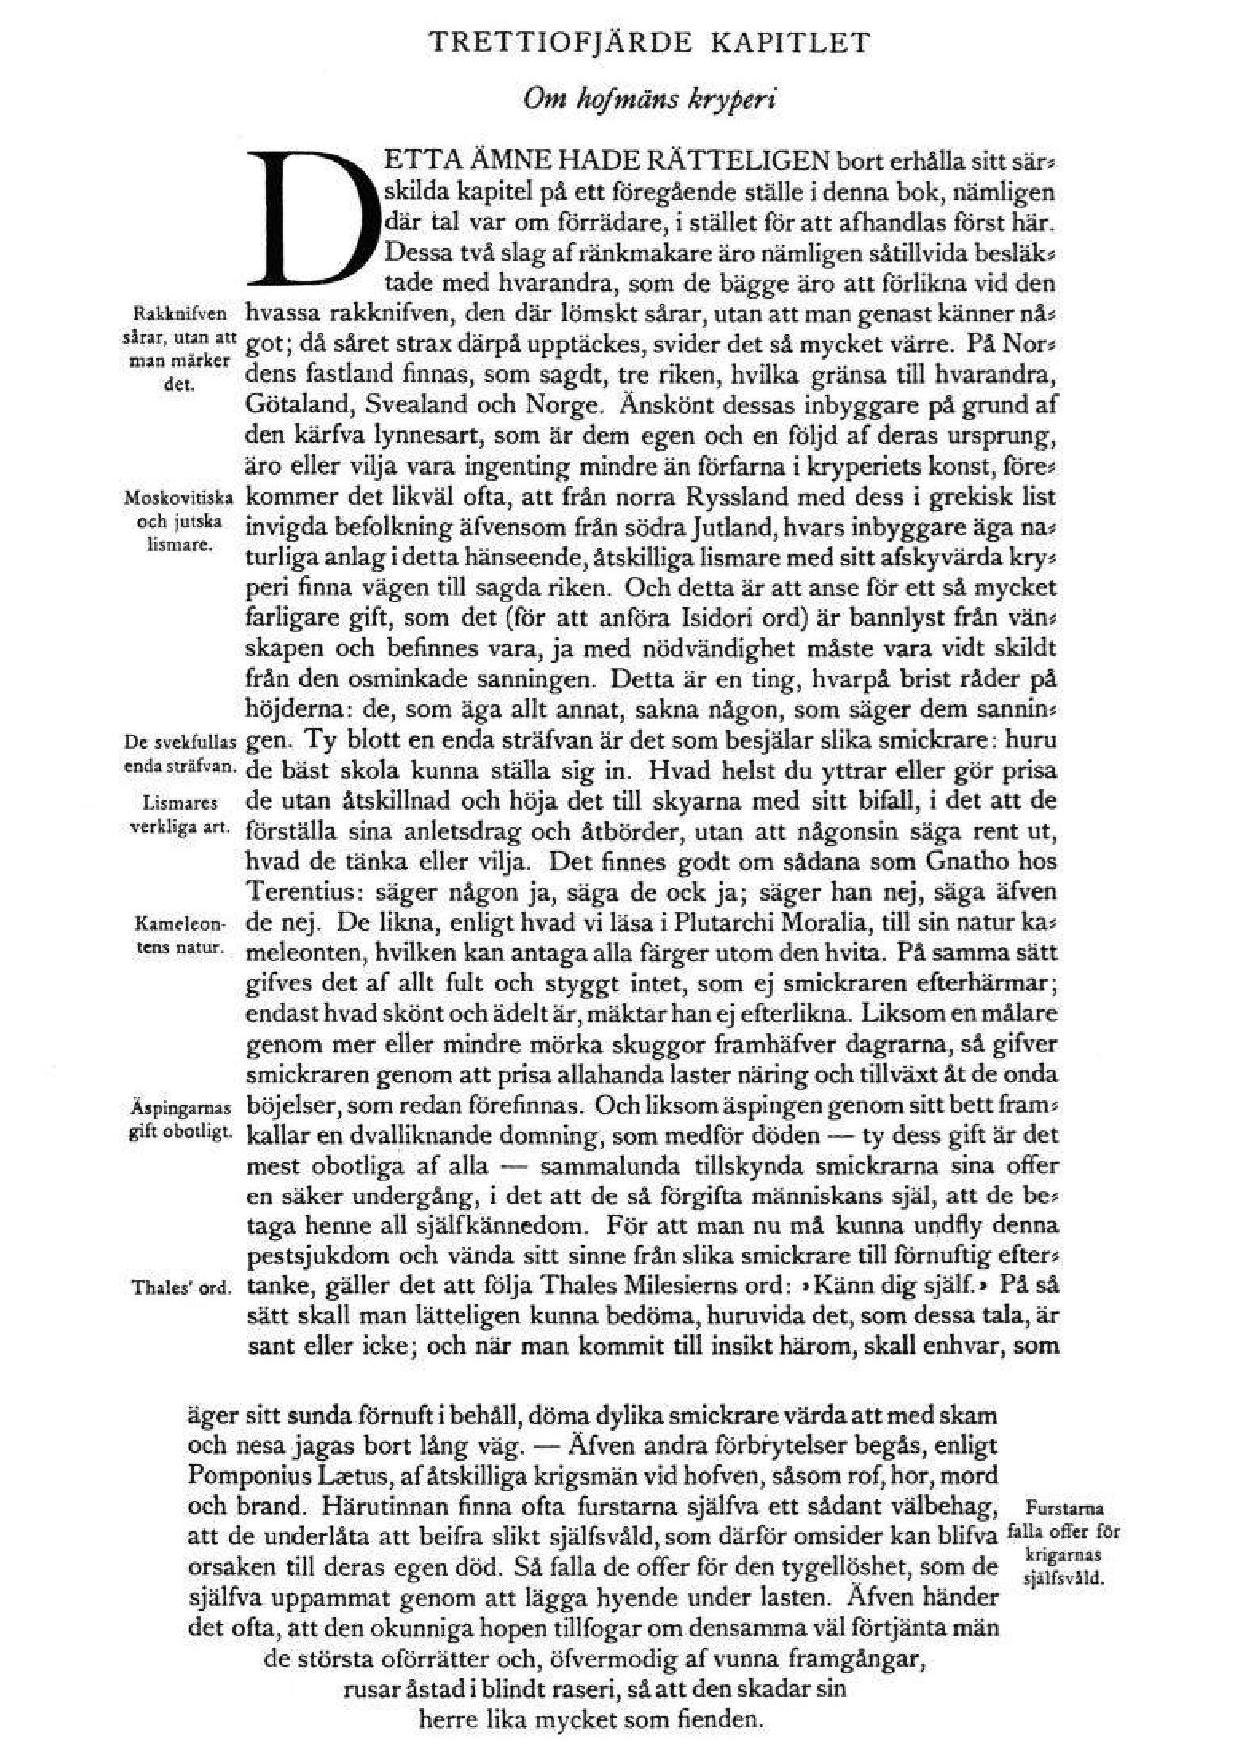 TRETTIOFJÄRDE KAPITLET
Om hofmäns kryperi
DETTA ÄMNE HADE RÄTTELIGEN bort erhålla sitt sär⸗
skilda kapitel på ett föregående ställe i denna bok, nämligen
där tal var om förrädare, i stället för att afhandlas först här.
Dessa två slag af ränkmakare äro nämligen såtillvida besläk⸗
tade med hvarandra, som de bägge äro att förlikna vid den
Rakknifven
sårar, utan att
man märker
det.
hvassa rakknifven, den där lömskt sårar, utan att man genast känner nå⸗
got; då såret strax därpå upptäckes, svider det så mycket värre. På Nor⸗
dens fastland finnas, som sagdt, tre riken, hvilka gränsa till hvarandra,
Götaland, Svealand och Norge. Änskönt dessas inbyggare på grund af
den kärfva lynnesart, som är dem egen och en följd af deras ursprung,
äro eller vilja vara ingenting mindre än förfarna i kryperiets konst, före⸗
Moskovitiska
och jutska
lismare.
kommer det likväl ofta, att från norra Ryssland med dess i grekisk list
invigda befolkning äfvensom från södra Jutland, hvars inbyggare äga na⸗
turliga anlag i detta hänseende, åtskilliga lismare med sitt afskyvärda kry⸗
peri finna vägen till sagda riken. Och detta är att anse för ett så mycket
farligare gift, som det (för att anföra Isidori ord) är bannlyst från vän⸗
skapen och befinnes vara, ja med nödvändighet måste vara vidt skildt
från den osminkade sanningen. Detta är en ting, hvarpå brist råder på
höjderna: de, som äga allt annat, sakna någon, som säger dem sannin⸗
De svekfullas
enda sträfvan.
gen. Ty blott en enda sträfvan är det som besjälar slika smickrare: huru
de bäst skola kunna ställa sig in. Hvad helst du yttrar eller gör prisa
Lismares
verkliga art.
de utan åtskillnad och höja det till skyarna med sitt bifall, i det att de
förställa sina anletsdrag och åtbörder, utan att någonsin säga rent ut,
hvad de tänka eller vilja. Det finnes godt om sådana som Gnatho hos
Terentius: säger någon ja, säga de ock ja; säger han nej, säga äfven
Kameleon-
tens natur.
de nej. De likna, enligt hvad vi läsa i Plutarchi Moralia, till sin natur ka⸗
meleonten, hvilken kan antaga alla färger utom den hvita. På samma sätt
gifves det af allt fult och styggt intet, som ej smickraren efterhärmar;
endast hvad skönt och ädelt är, mäktar han ej efterlikna. Liksom en målare
genom mer eller mindre mörka skuggor framhäfver dagrarna, så gifver
smickraren genom att prisa allahanda laster näring och tillväxt åt de onda
Äspingarnas
gift obotligt.
böjelser, som redan förefinnas. Och liksom äspingen genom sitt bett fram⸗
kallar en dvalliknande domning, som medför döden — ty dess gift är det
mest obotliga af alla — sammalunda tillskynda smickrarna sina offer
en säker undergång, i det att de så förgifta människans själ, att de be⸗
taga henne all själfkännedom. För att man nu må kunna undfly denna
pestsjukdom och vända sitt sinne från slika smickrare till förnuftig efter⸗
Thales' ord.
tanke, gäller det att följa Thales Milesierns ord: »Känn dig själf.» På så
sätt skall man lätteligen kunna bedöma, huruvida det, som dessa tala, är
sant eller icke; och när man kommit till insikt härom, skall enhvar, som
äger sitt sunda förnuft i behåll, döma dylika smickrare värda att med skam
och nesa jagas bort lång väg. — Äfven andra förbrytelser begås, enligt
Pomponius Lætus, af åtskilliga krigsmän vid hofven, såsom rof, hor, mord
och brand. Härutinnan finna ofta furstarna själfva ett sådant välbehag,
att de underlåta att beifra slikt själfsvåld, som därför omsider kan blifva
orsaken till deras egen död. Så falla de offer för den tygellöshet, som de
själfva uppammat genom att lägga hyende under lasten. Äfven händer
Furstarna
falla offer för
krigarnas
själfsvåld.
det ofta, att den okunniga hopen tillfogar om densamma väl förtjänta män
de största oförrätter och, öfvermodig af vunna framgångar,
rusar åstad i blindt raseri, så att den skadar sin
herre lika mycket som fienden.